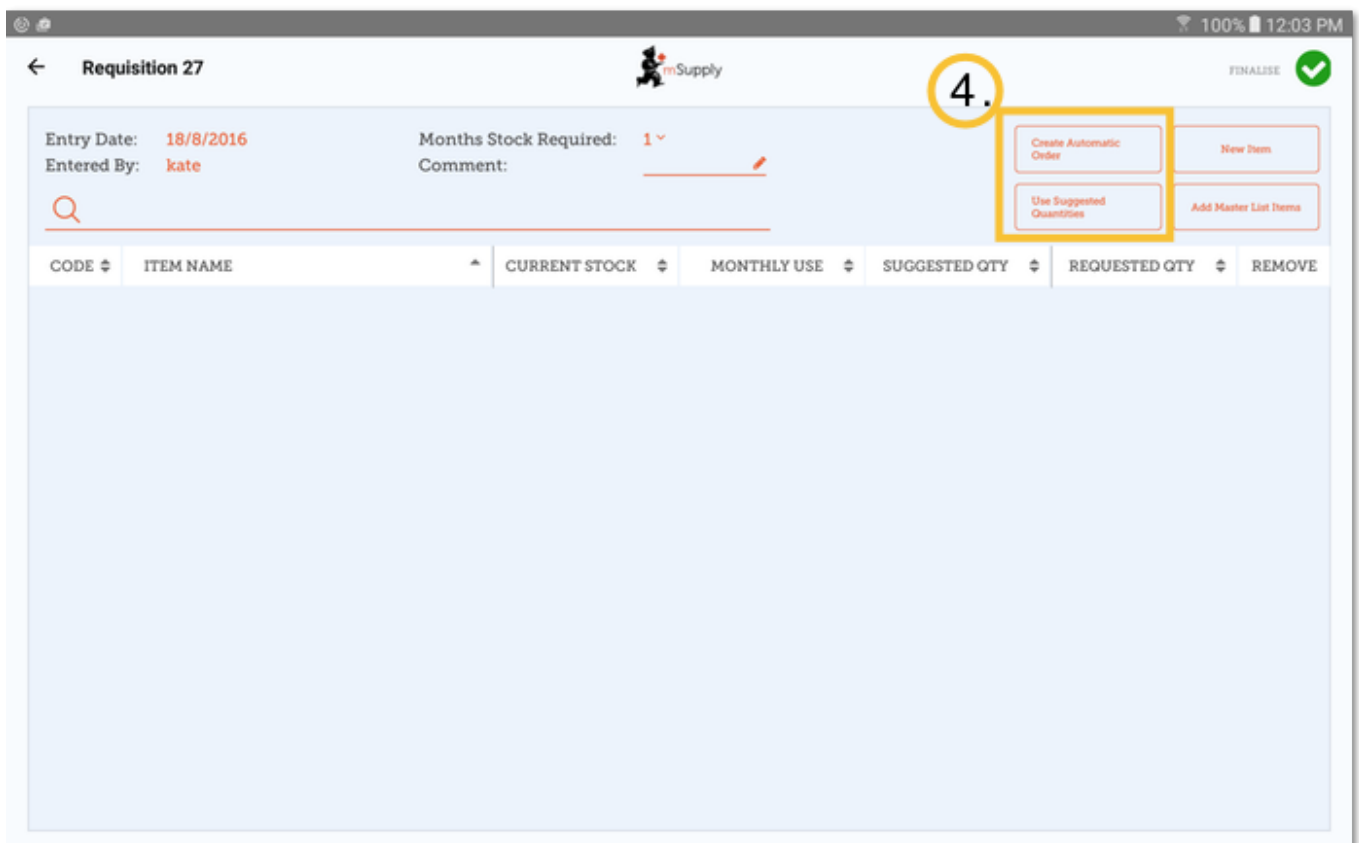 100% 12:03 PM
Requisition 27
mSupply
FINALISE
4.
Entry Date: 18/8/2016
Months Stock Required: 1
Entered By: kate
Comment:
Create Automatic
Order
New Item
Use Suggested
Quantities
Add Master List Items
CODE ITEM NAME CURRENT STOCK MONTHLY USE SUGGESTED QTY REQUESTED QTY REMOVE